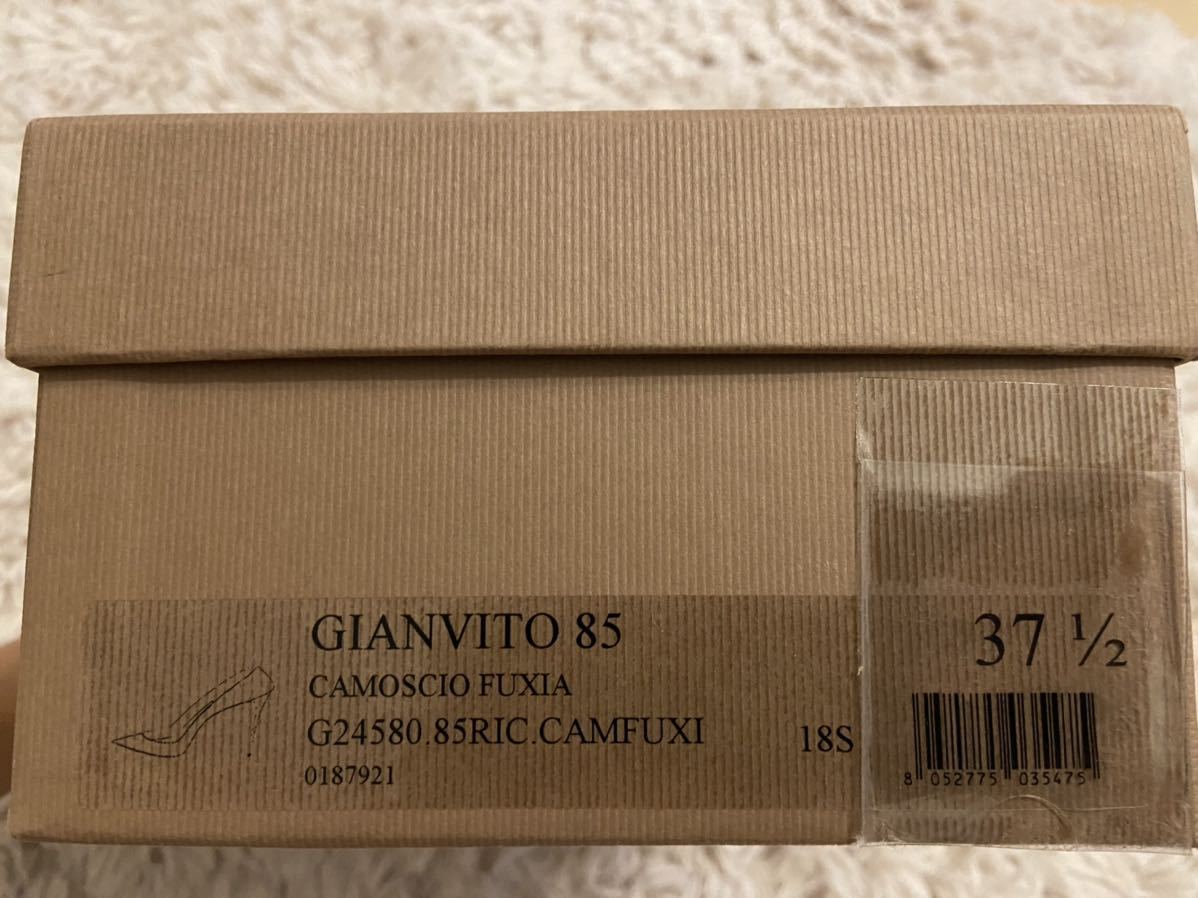 GIANVITO 85
CAMOSCIO FUXIA
G24580.85RIC.CAMFUXI
0187921
18S
37 ½
8 052775 035475